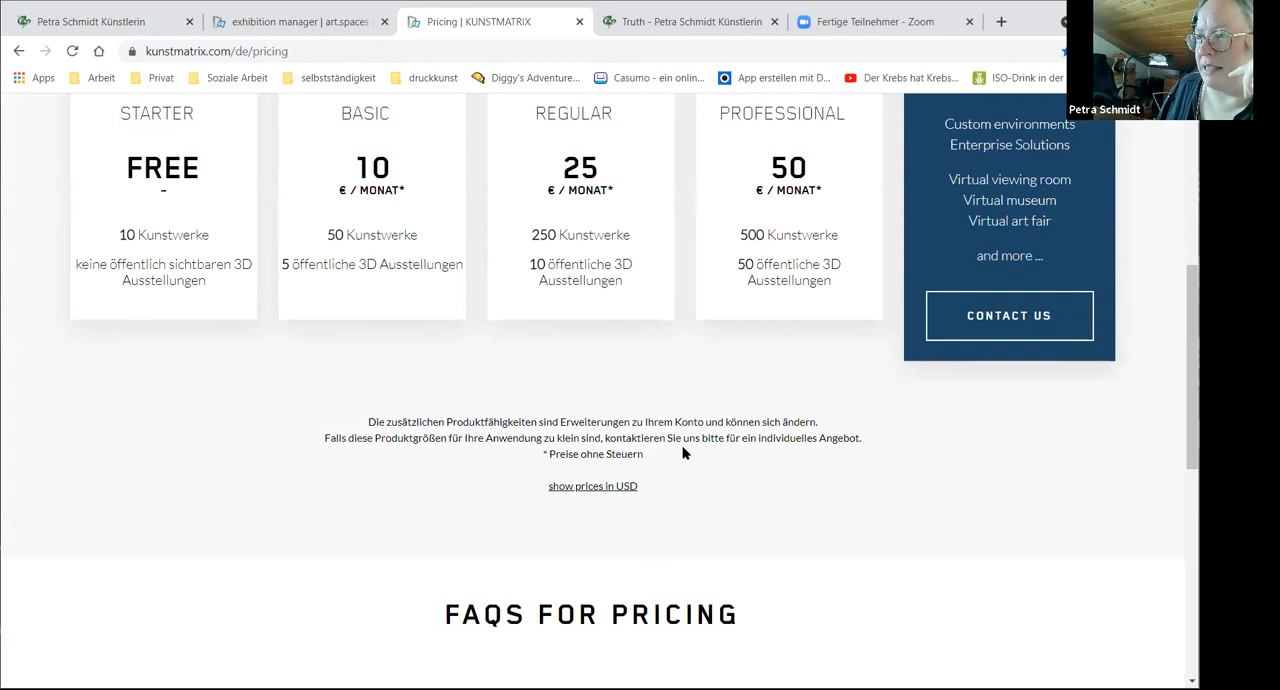 Petra Schmidt Künstlerin
exhibition manager | art.spaces
Pricing | KUNSTMATRIX
Truth - Petra Schmidt Künstlerin
Fertige Teilnehmer - Zoom
kunstmatrix.com/de/pricing
Apps
Arbeit
Privat
Soziale Arbeit
selbstständigkeit
druckkunst
Diggy's Adventure...
Casumo - ein onlin...
App erstellen mit D...
Der Krebs hat Krebs...
ISO-Drink in der
Petra Schmidt
STARTER
FREE
-
10 Kunstwerke
keine öffentlich sichtbaren 3D
Ausstellungen
BASIC
10
€ / MONAT*
50 Kunstwerke
5 öffentliche 3D Ausstellungen
REGULAR
25
€ / MONAT*
250 Kunstwerke
10 öffentliche 3D
Ausstellungen
PROFESSIONAL
50
€ / MONAT*
500 Kunstwerke
50 öffentliche 3D
Ausstellungen
Custom environments
Enterprise Solutions
Virtual viewing room
Virtual museum
Virtual art fair
and more ...
CONTACT US
Die zusätzlichen Produktfähigkeiten sind Erweiterungen zu Ihrem Konto und können sich ändern.
Falls diese Produktgrößen für Ihre Anwendung zu klein sind, kontaktieren Sie uns bitte für ein individuelles Angebot.
* Preise ohne Steuern
show prices in USD
FAQS FOR PRICING